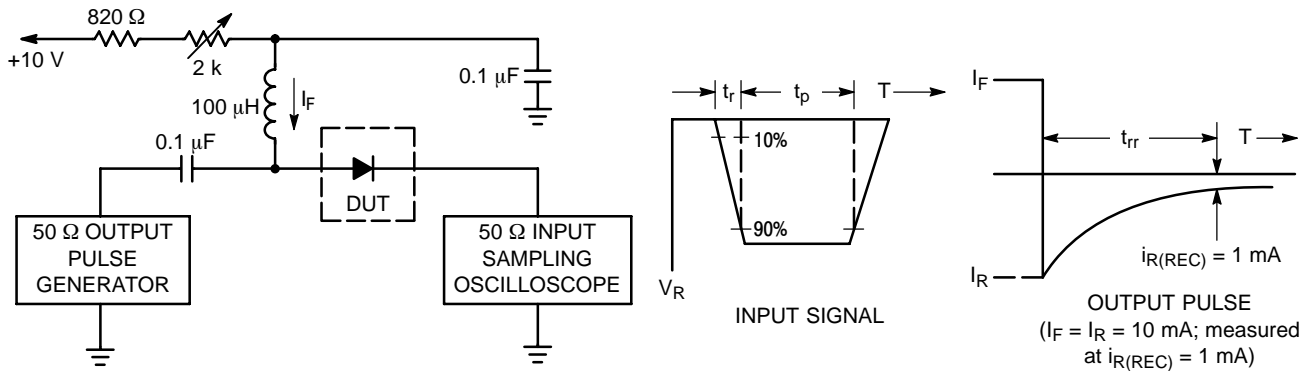 820 Ω
+10 V
2 k
100 μH
I_F
0.1 μF
0.1 μF
DUT
50 Ω OUTPUT
PULSE
GENERATOR
50 Ω INPUT
SAMPLING
OSCILLOSCOPE
t_r
t_p
T
10%
90%
V_R
INPUT SIGNAL
I_F
t_rr
T
I_R
i_R(REC) = 1 mA
OUTPUT PULSE
(I_F = I_R = 10 mA; measured
at i_R(REC) = 1 mA)